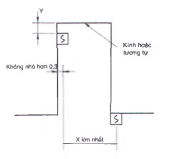 Y
S
Kính hoặc
tương tự
Không nhỏ hơn 0,3
S
X lớn nhất